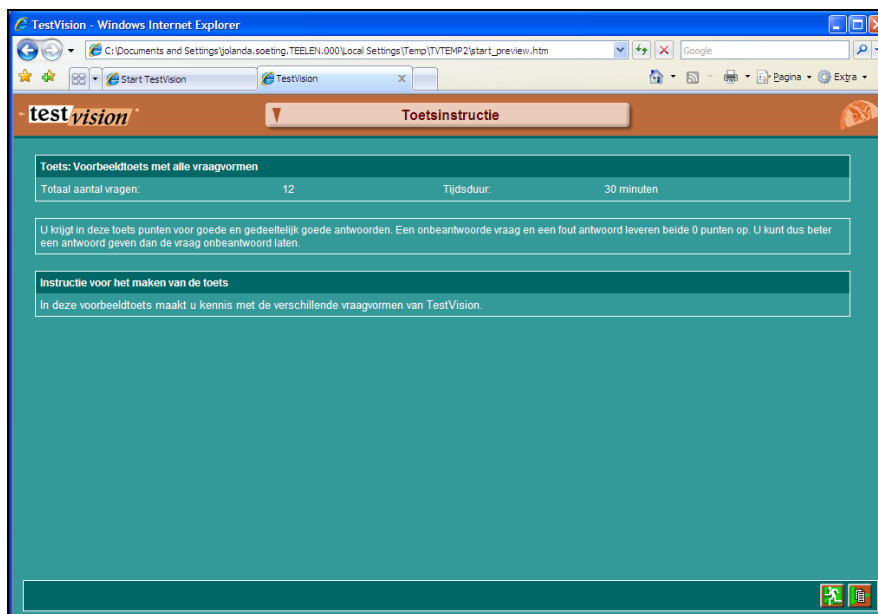 TestVision - Windows Internet Explorer
C:\Documents and Settings\jolanda.soeting.TEELEN.000\Local Settings\Temp\TVTEMP2\start_preview.htm
Google
Start TestVision
TestVision
Pagina
Extra
testvision
Toetsinstructie
Toets: Voorbeeldtoets met alle vraagvormen
Totaal aantal vragen: 12 Tijdsduur: 30 minuten
U krijgt in deze toets punten voor goede en gedeeltelijk goede antwoorden. Een onbeantwoorde vraag en een fout antwoord leveren beide 0 punten op. U kunt dus beter
een antwoord geven dan de vraag onbeantwoord laten.
Instructie voor het maken van de toets
In deze voorbeeldtoets maakt u kennis met de verschillende vraagvormen van TestVision.